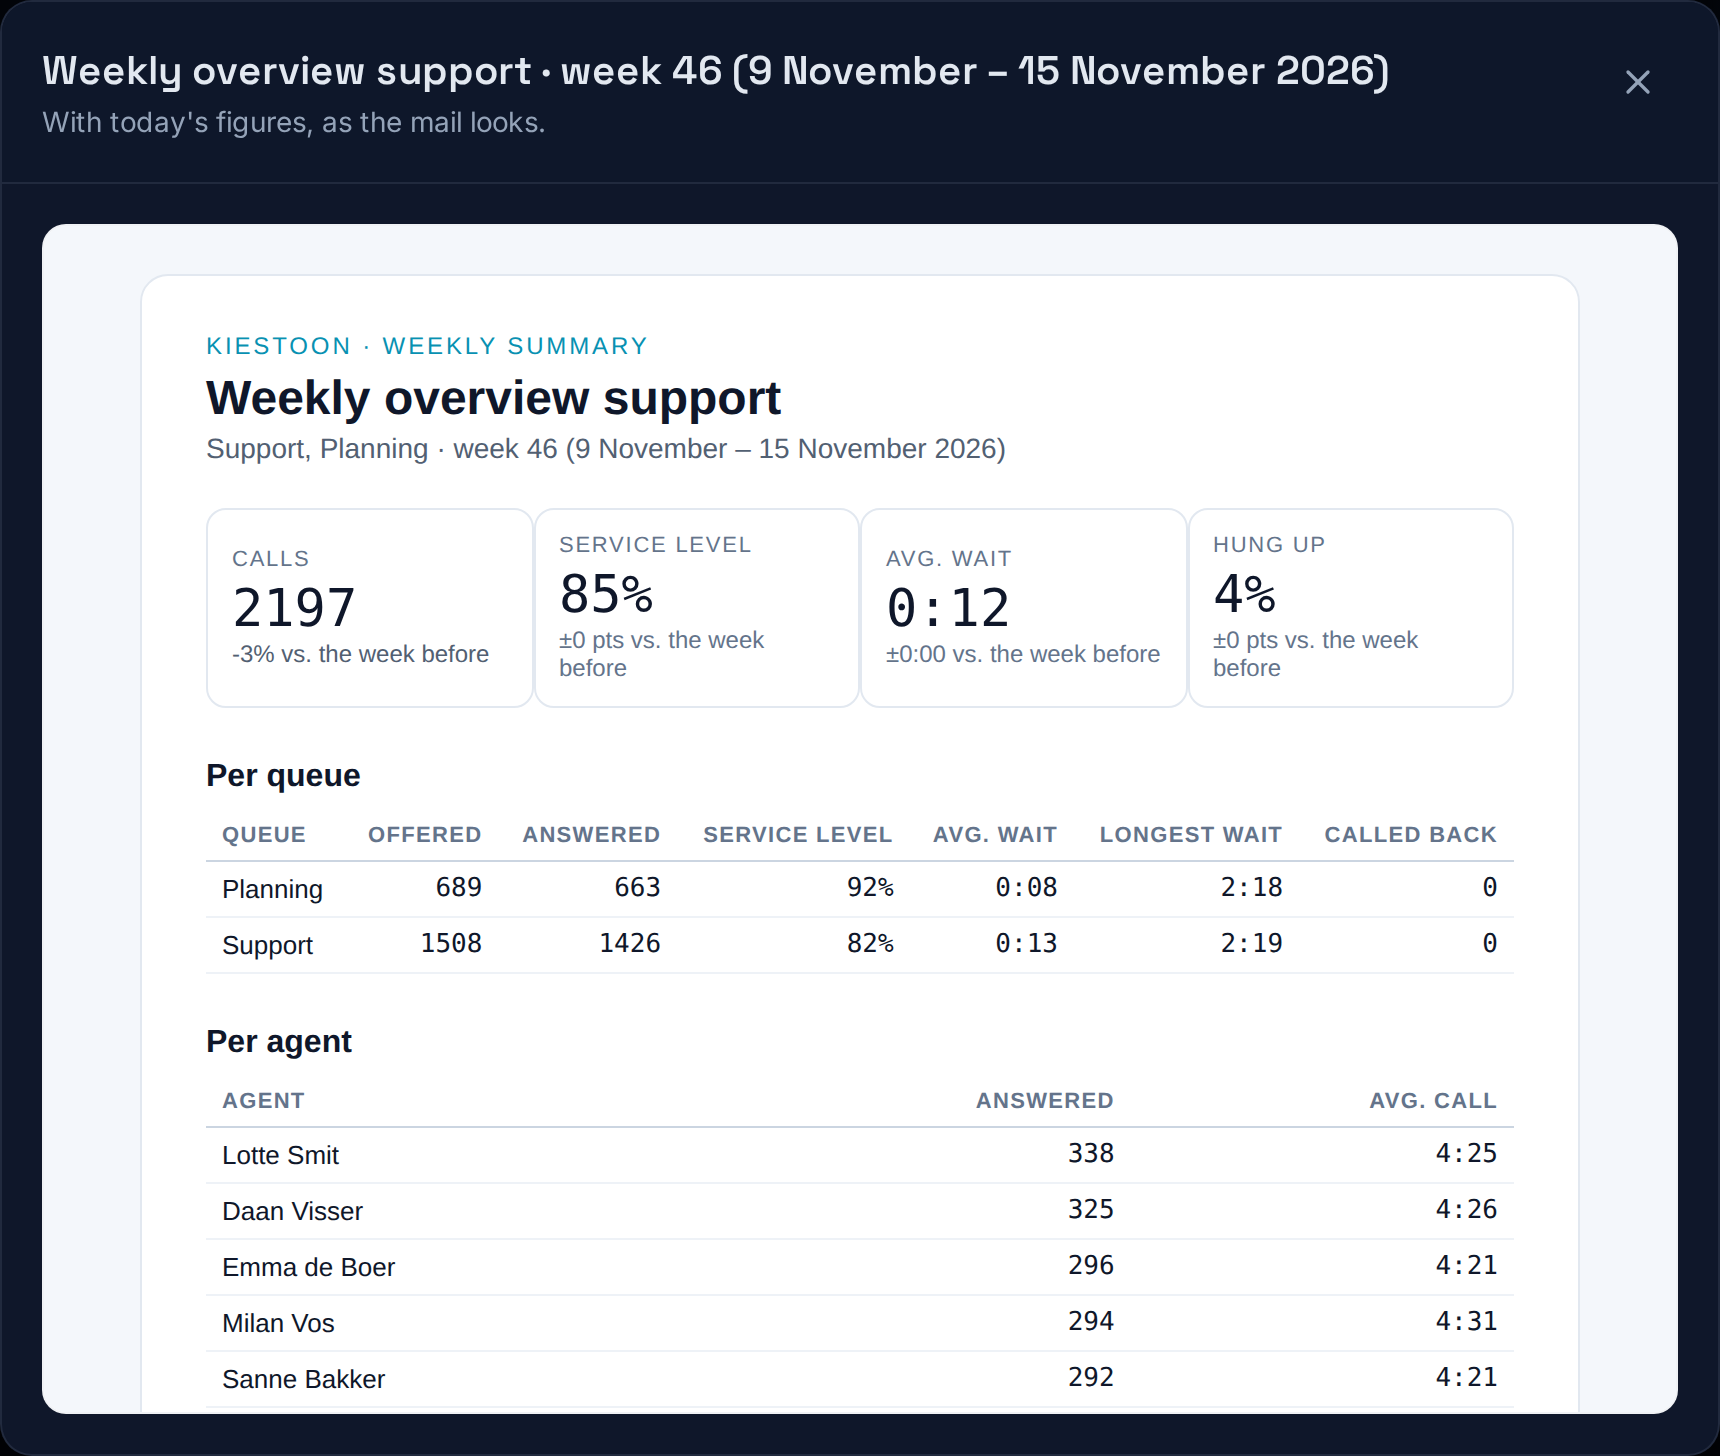 Weekly overview support · week 46 (9 November – 15 November 2026)
With today's figures, as the mail looks.
KIESTOON · WEEKLY SUMMARY
Weekly overview support
Support, Planning · week 46 (9 November – 15 November 2026)
CALLS
2197
-3% vs. the week before
SERVICE LEVEL
85%
±0 pts vs. the week
before
AVG. WAIT
0:12
±0:00 vs. the week before
HUNG UP
4%
±0 pts vs. the week
before
Per queue
QUEUE OFFERED ANSWERED SERVICE LEVEL AVG. WAIT LONGEST WAIT CALLED BACK
Planning 689 663 92% 0:08 2:18 0
Support 1508 1426 82% 0:13 2:19 0
Per agent
AGENT ANSWERED AVG. CALL
Lotte Smit 338 4:25
Daan Visser 325 4:26
Emma de Boer 296 4:21
Milan Vos 294 4:31
Sanne Bakker 292 4:21